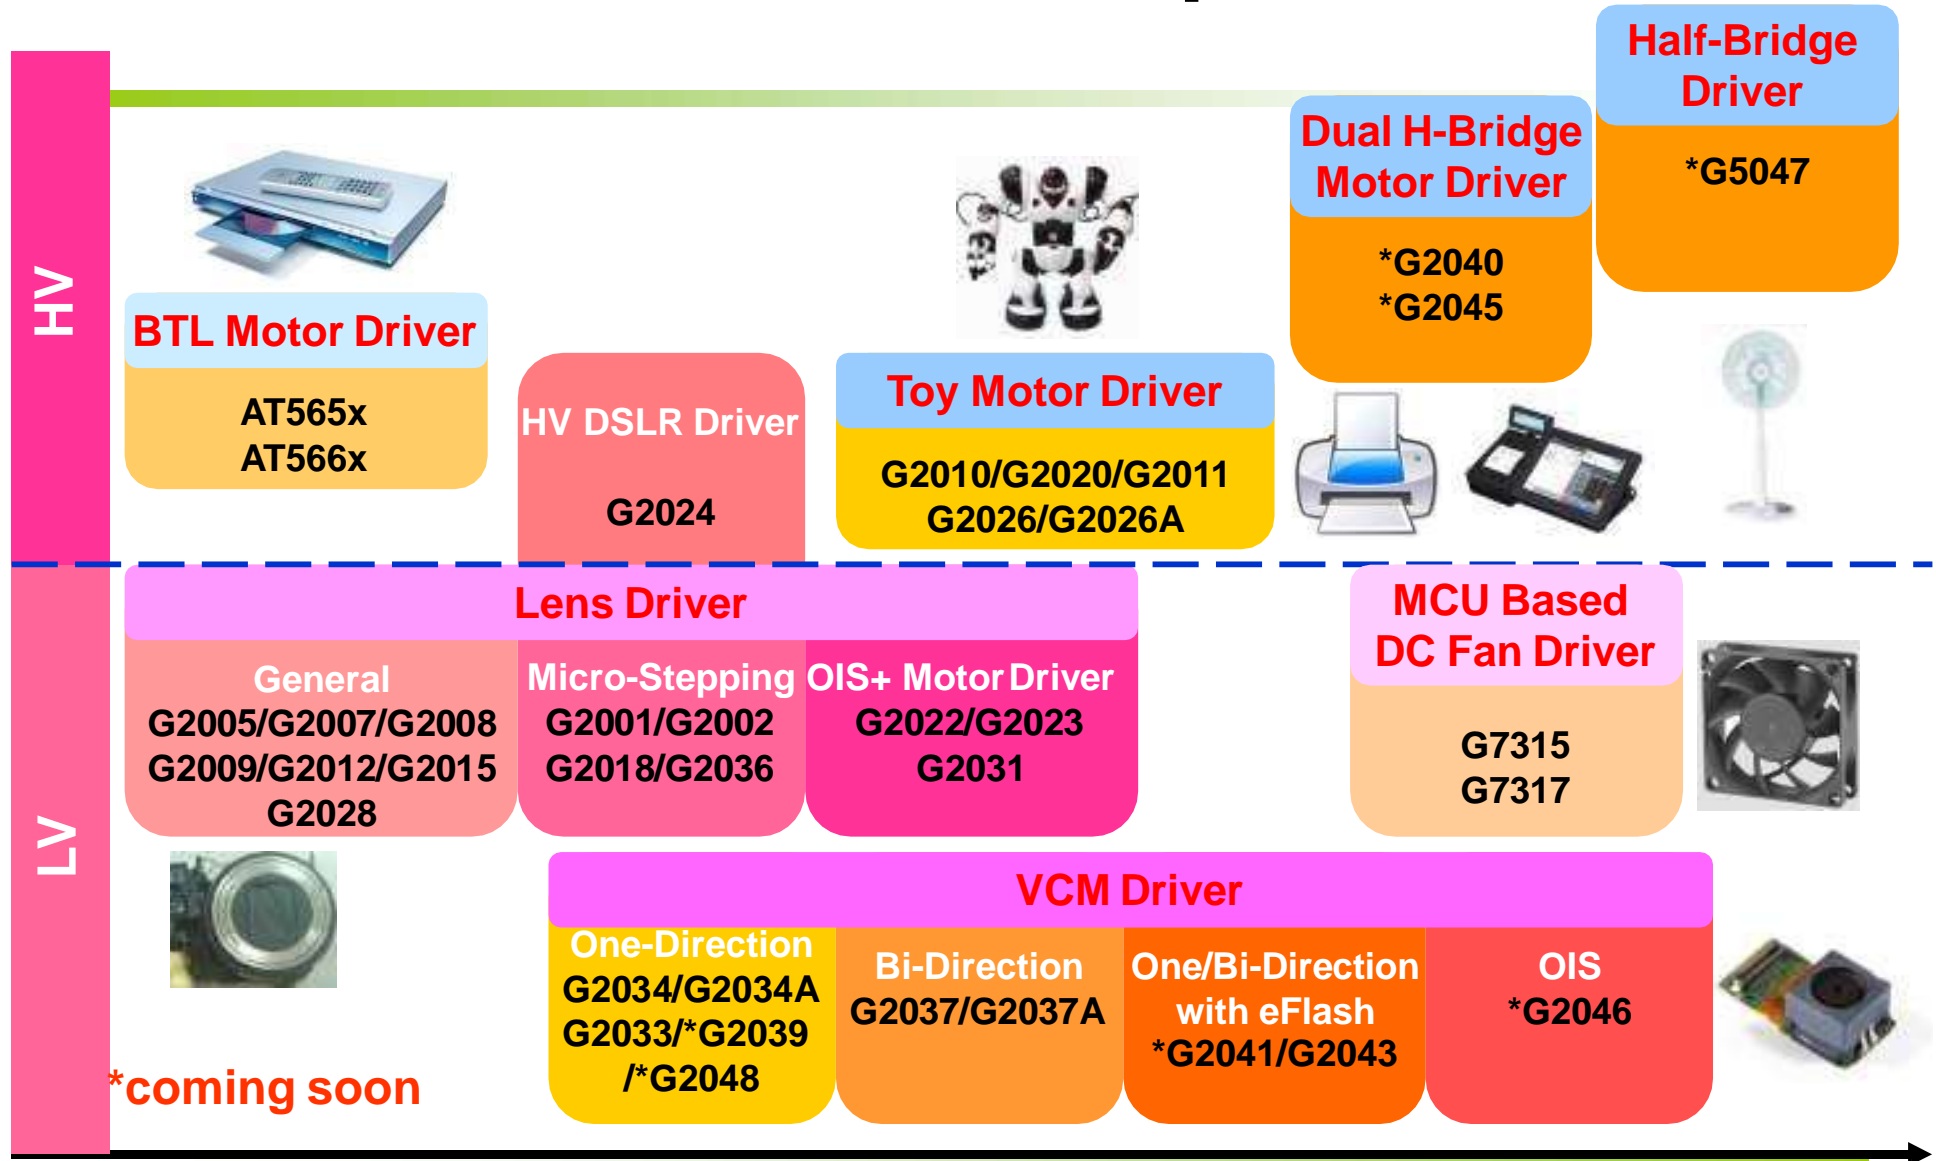 HV
BTL Motor Driver
AT565x
AT566x
HV DSLR Driver
G2024
Toy Motor Driver
G2010/G2020/G2011
G2026/G2026A
Dual H-Bridge
Motor Driver
*G2040
*G2045
Half-Bridge
Driver
*G5047
LV
Lens Driver
General
G2005/G2007/G2008
G2009/G2012/G2015
G2028
Micro-Stepping
G2001/G2002
G2018/G2036
OIS+ Motor Driver
G2022/G2023
G2031
MCU Based
DC Fan Driver
G7315
G7317
VCM Driver
One-Direction
G2034/G2034A
G2033/*G2039
/*G2048
Bi-Direction
G2037/G2037A
One/Bi-Direction
with eFlash
*G2041/G2043
OIS
*G2046
*coming soon